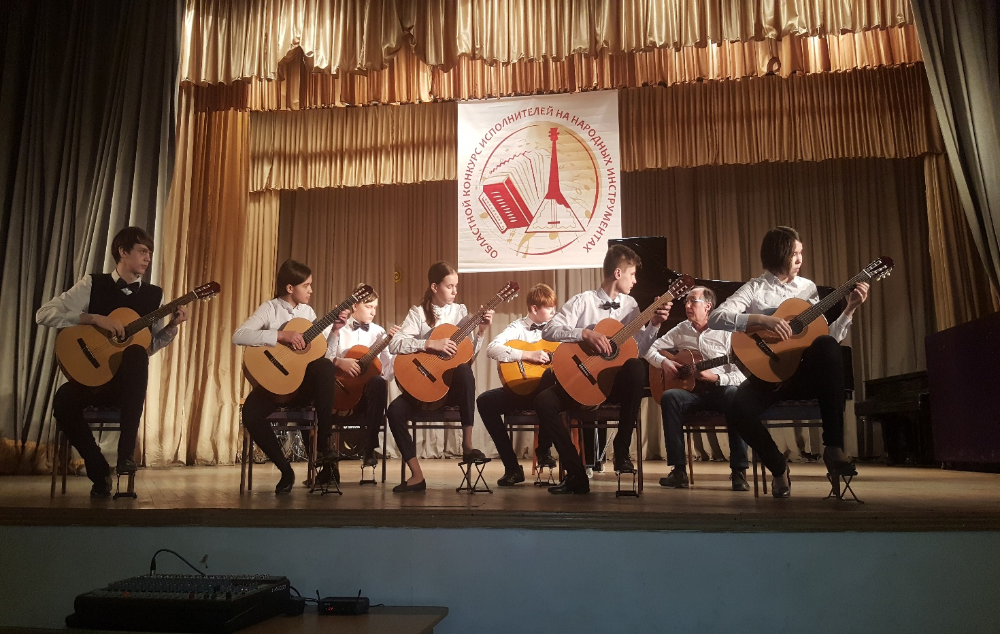 ОБЛАСТНОЙ КОНКУРС ИСПОЛНИТЕЛЕЙ НА НАРОДНЫХ ИНСТРУМЕНТАХ